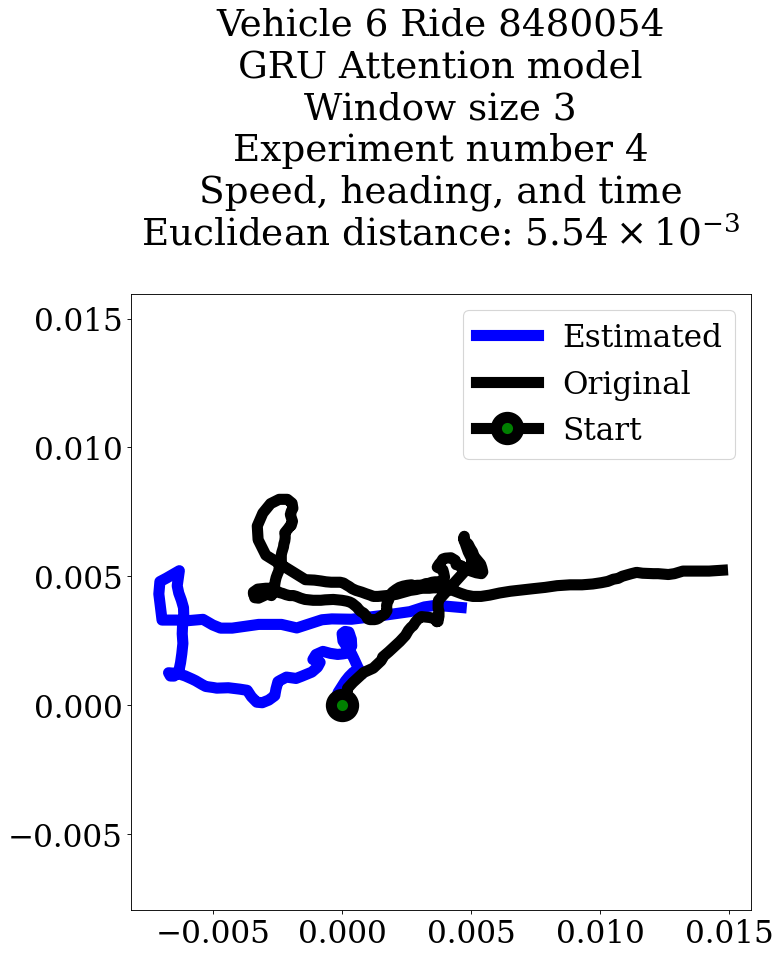 Vehicle 6 Ride 8480054
GRU Attention model
Window size 3
Experiment number 4
Speed, heading, and time
Euclidean distance: 5.54 × 10⁻³
Estimated
Original
Start
0.015
0.010
0.005
0.000
−0.005
−0.005 0.000 0.005 0.010 0.015